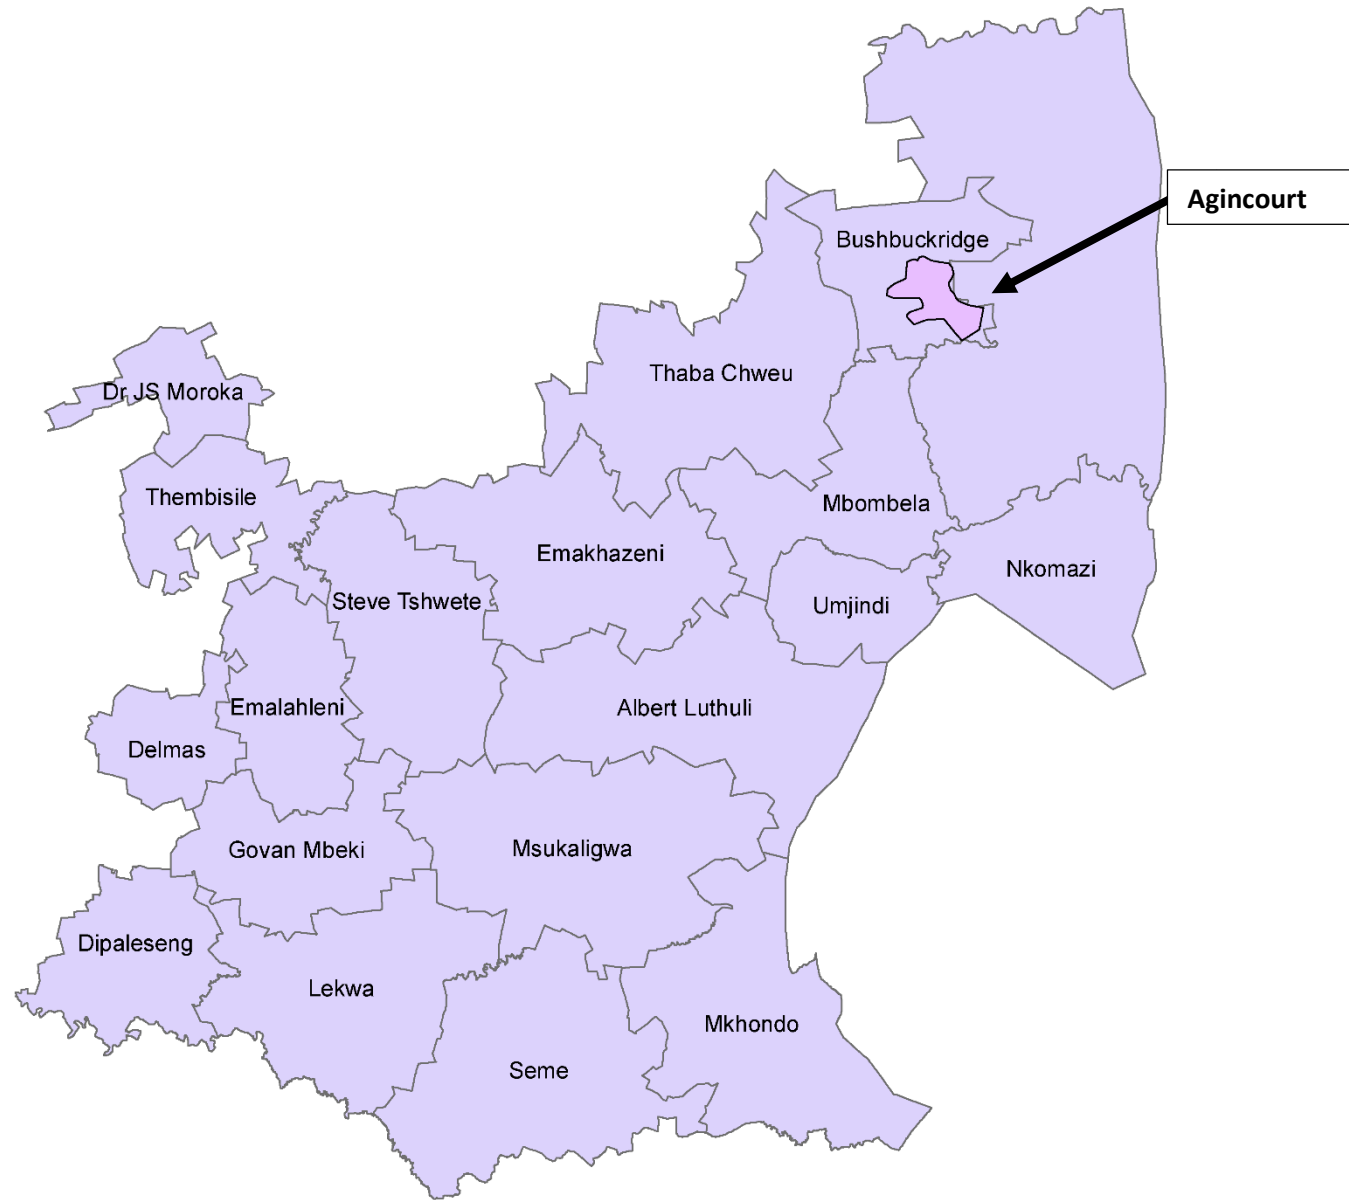 Agincourt
Bushbuckridge
Thaba Chweu
Dr JS Moroka
Thembisile
Mbombela
Emakhazeni
Nkomazi
Steve Tshwete
Umjindi
Emalahleni
Albert Luthuli
Delmas
Govan Mbeki
Msukaligwa
Dipaleseng
Lekwa
Mkhondo
Seme